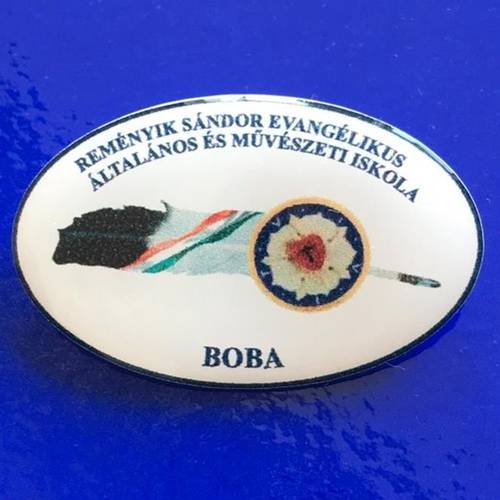 REMÉNYIK SÁNDOR EVANGÉLIKUS
ÁLTALÁNOS ÉS MŰVÉSZETI ISKOLA
BOBA